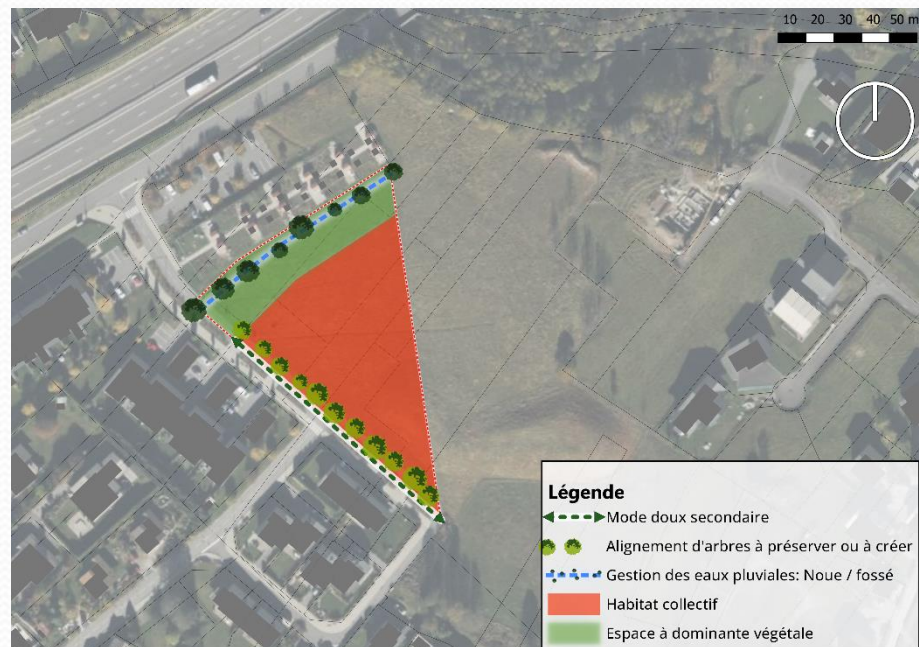 10 20 30 40 50 m
Légende
Mode doux secondaire
Alignement d'arbres à préserver ou à créer
Gestion des eaux pluviales: Noue / fossé
Habitat collectif
Espace à dominante végétale